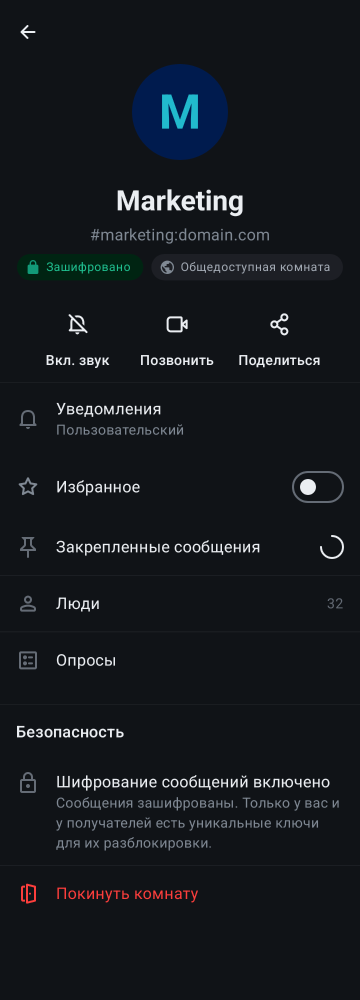 M
Marketing
#marketing:domain.com
Зашифровано
Общедоступная комната
Вкл. звук
Позвонить
Поделиться
Уведомления
Пользовательский
Избранное
Закрепленные сообщения
Люди
32
Опросы
Безопасность
Шифрование сообщений включено
Сообщения зашифрованы. Только у вас и
у получателей есть уникальные ключи
для их разблокировки.
Покинуть комнату